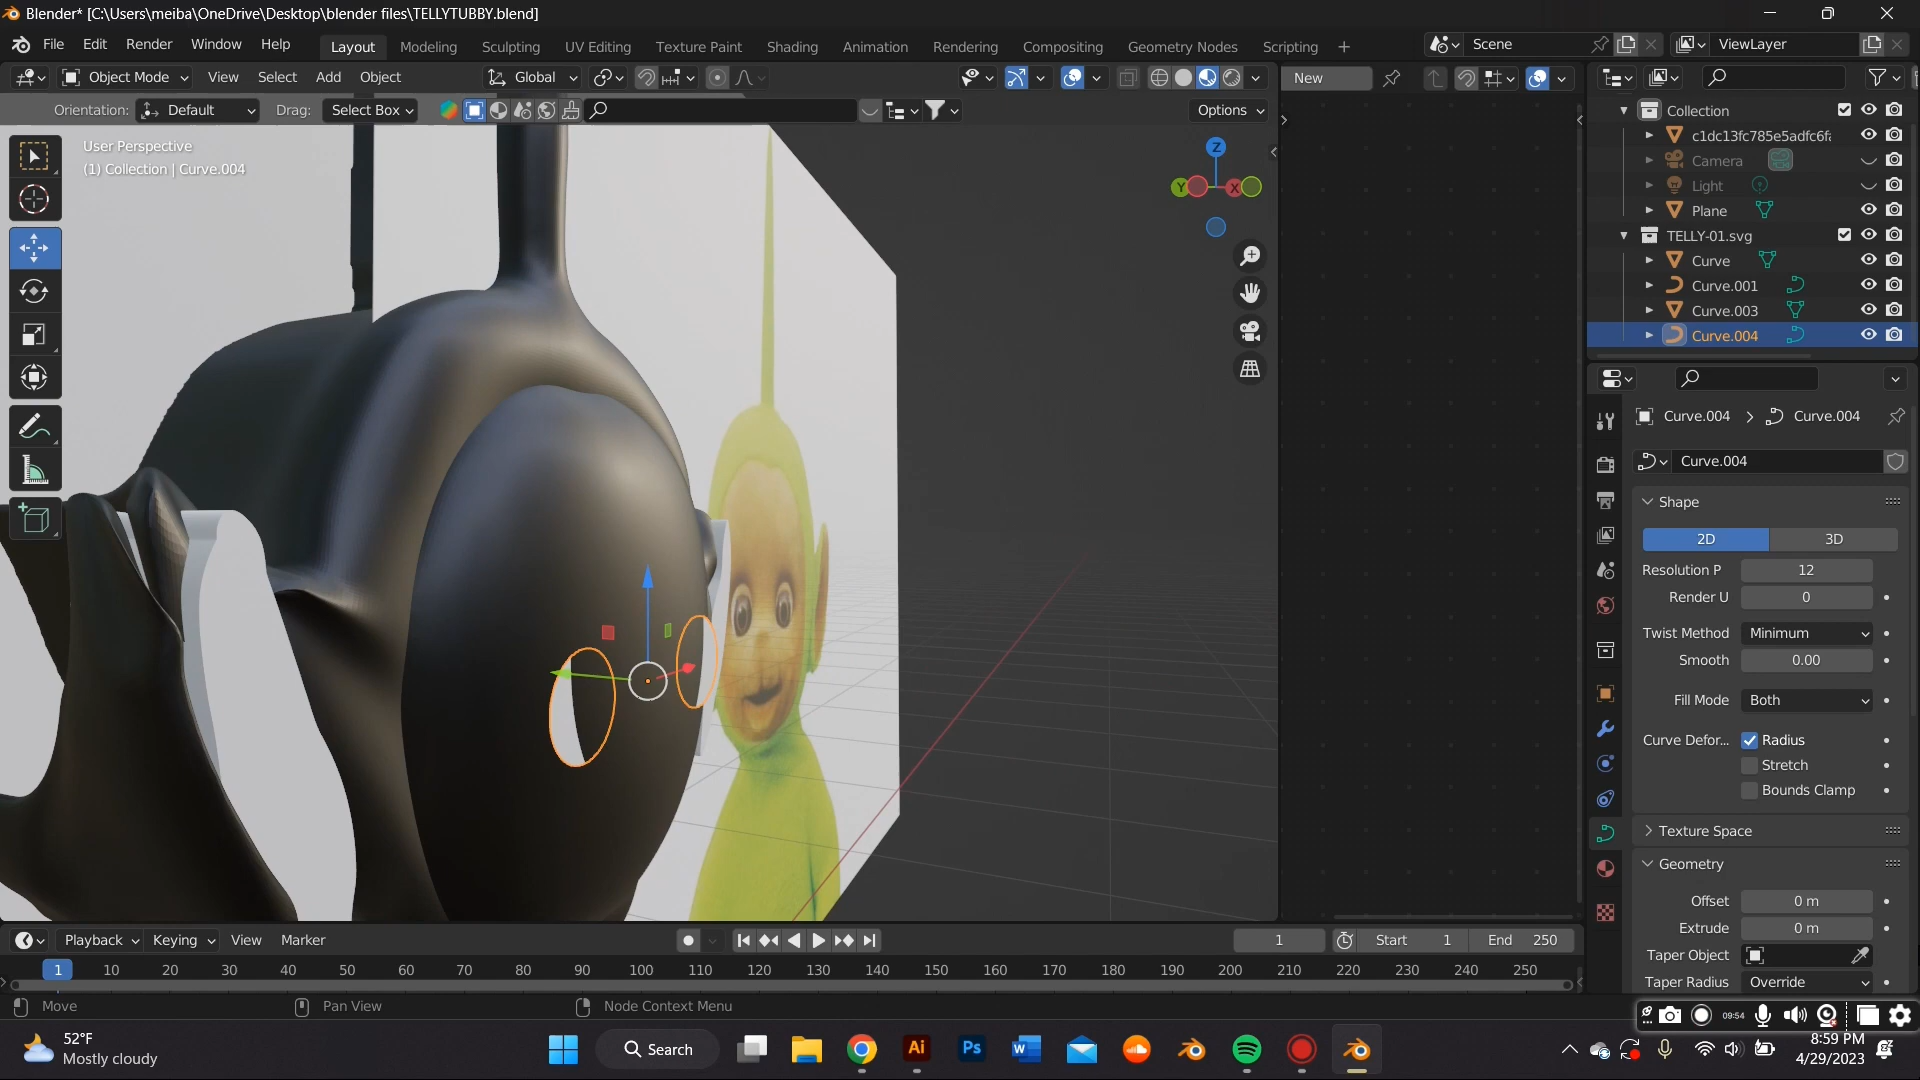 Blender* [C:\Users\meiba\OneDrive\Desktop\blender files\TELLYTUBBY.blend]
File Edit Render Window Help
Layout Modeling Sculpting UV Editing Texture Paint Shading Animation Rendering Compositing Geometry Nodes Scripting +
Scene
ViewLayer
Object Mode View Select Add Object
Global
New
Orientation: Default Drag: Select Box
Options
User Perspective
(1) Collection | Curve.004
Z
Y
X
Collection
c1dc13fc785e5adfc6f
Camera
Light
Plane
TELLY-01.svg
Curve
Curve.001
Curve.003
Curve.004
Curve.004 > Curve.004
Curve.004
Shape
2D 3D
Resolution P 12
Render U 0
Twist Method Minimum
Smooth 0.00
Fill Mode Both
Curve Defor... Radius
Stretch
Bounds Clamp
Texture Space
Geometry
Offset 0 m
Extrude 0 m
Taper Object
Taper Radius Override
Playback Keying View Marker
1
Start 1
End 250
1 10 20 30 40 50 60 70 80 90 100 110 120 130 140 150 160 170 180 190 200 210 220 230 240 250
Move
Pan View
Node Context Menu
09:54
52°F
Mostly cloudy
Search
Ai
Ps
W
8:59 PM
4/29/2023